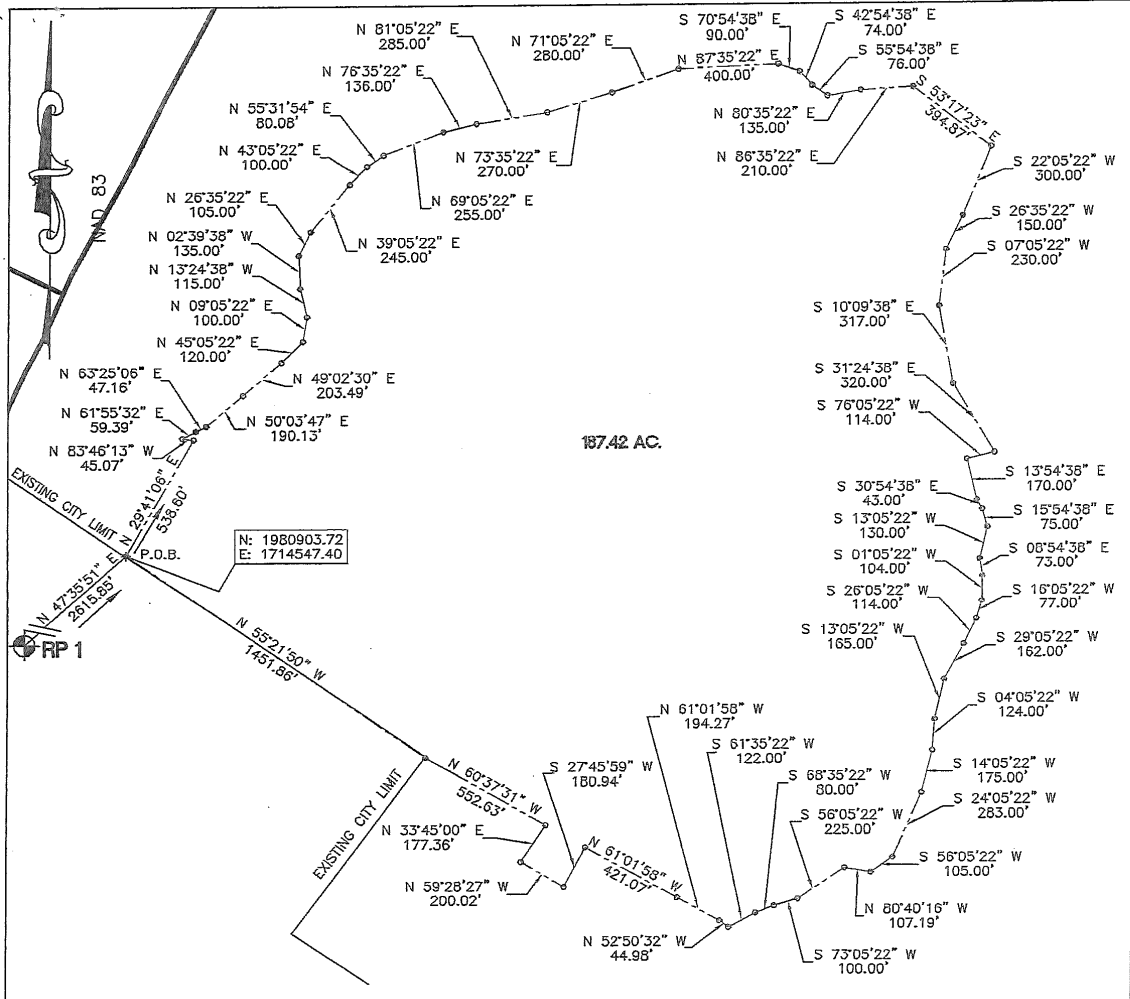 S 70°54'38" E
90.00'
S 42°54'38" E
74.00'
N 81°05'22" E
285.00'
N 71°05'22" E
280.00'
N 87°35'22" E
400.00'
S 55°54'38" E
76.00'
N 76°35'22" E
136.00'
S 53°17'23" E
394.87'
N 55°31'54" E
80.08'
N 80°35'22" E
135.00'
N 43°05'22" E
100.00'
N 73°35'22" E
270.00'
N 86°35'22" E
210.00'
S 22°05'22" W
300.00'
NAD 83
N 26°35'22" E
105.00'
N 69°05'22" E
255.00'
S 26°35'22" W
150.00'
N 02°39'38" W
135.00'
N 39°05'22" E
245.00'
S 07°05'22" W
230.00'
N 13°24'38" W
115.00'
N 09°05'22" E
100.00'
S 10°09'38" E
317.00'
N 45°05'22" E
120.00'
N 63°25'06" E
47.16'
N 49°02'30" E
203.49'
S 31°24'38" E
320.00'
N 61°55'32" E
59.39'
N 50°03'47" E
190.13'
S 76°05'22" W
114.00'
N 83°46'13" W
45.07'
187.42 AC.
S 13°54'38" E
170.00'
EXISTING CITY LIMIT
N 29°41'06" E
538.60'
S 30°54'38" E
43.00'
S 15°54'38" E
75.00'
S 13°05'22" W
130.00'
P.O.B.
N: 1980903.72
E: 1714547.40
S 08°54'38" E
73.00'
S 01°05'22" W
104.00'
N 47°35'51" E
2615.85'
S 26°05'22" W
114.00'
S 16°05'22" W
77.00'
RP 1
N 55°21'50" W
1451.86'
S 13°05'22" W
165.00'
S 29°05'22" W
162.00'
S 04°05'22" W
124.00'
N 61°01'58" W
194.27'
S 61°35'22" W
122.00'
S 27°45'59" W
180.94'
S 68°35'22" W
80.00'
S 14°05'22" W
175.00'
N 60°37'31" W
552.63'
S 24°05'22" W
283.00'
S 56°05'22" W
225.00'
EXISTING CITY LIMIT
N 33°45'00" E
177.36'
N 61°01'58" W
421.07'
S 56°05'22" W
105.00'
N 59°28'27" W
200.02'
N 80°40'16" W
107.19'
N 52°50'32" W
44.98'
S 73°05'22" W
100.00'